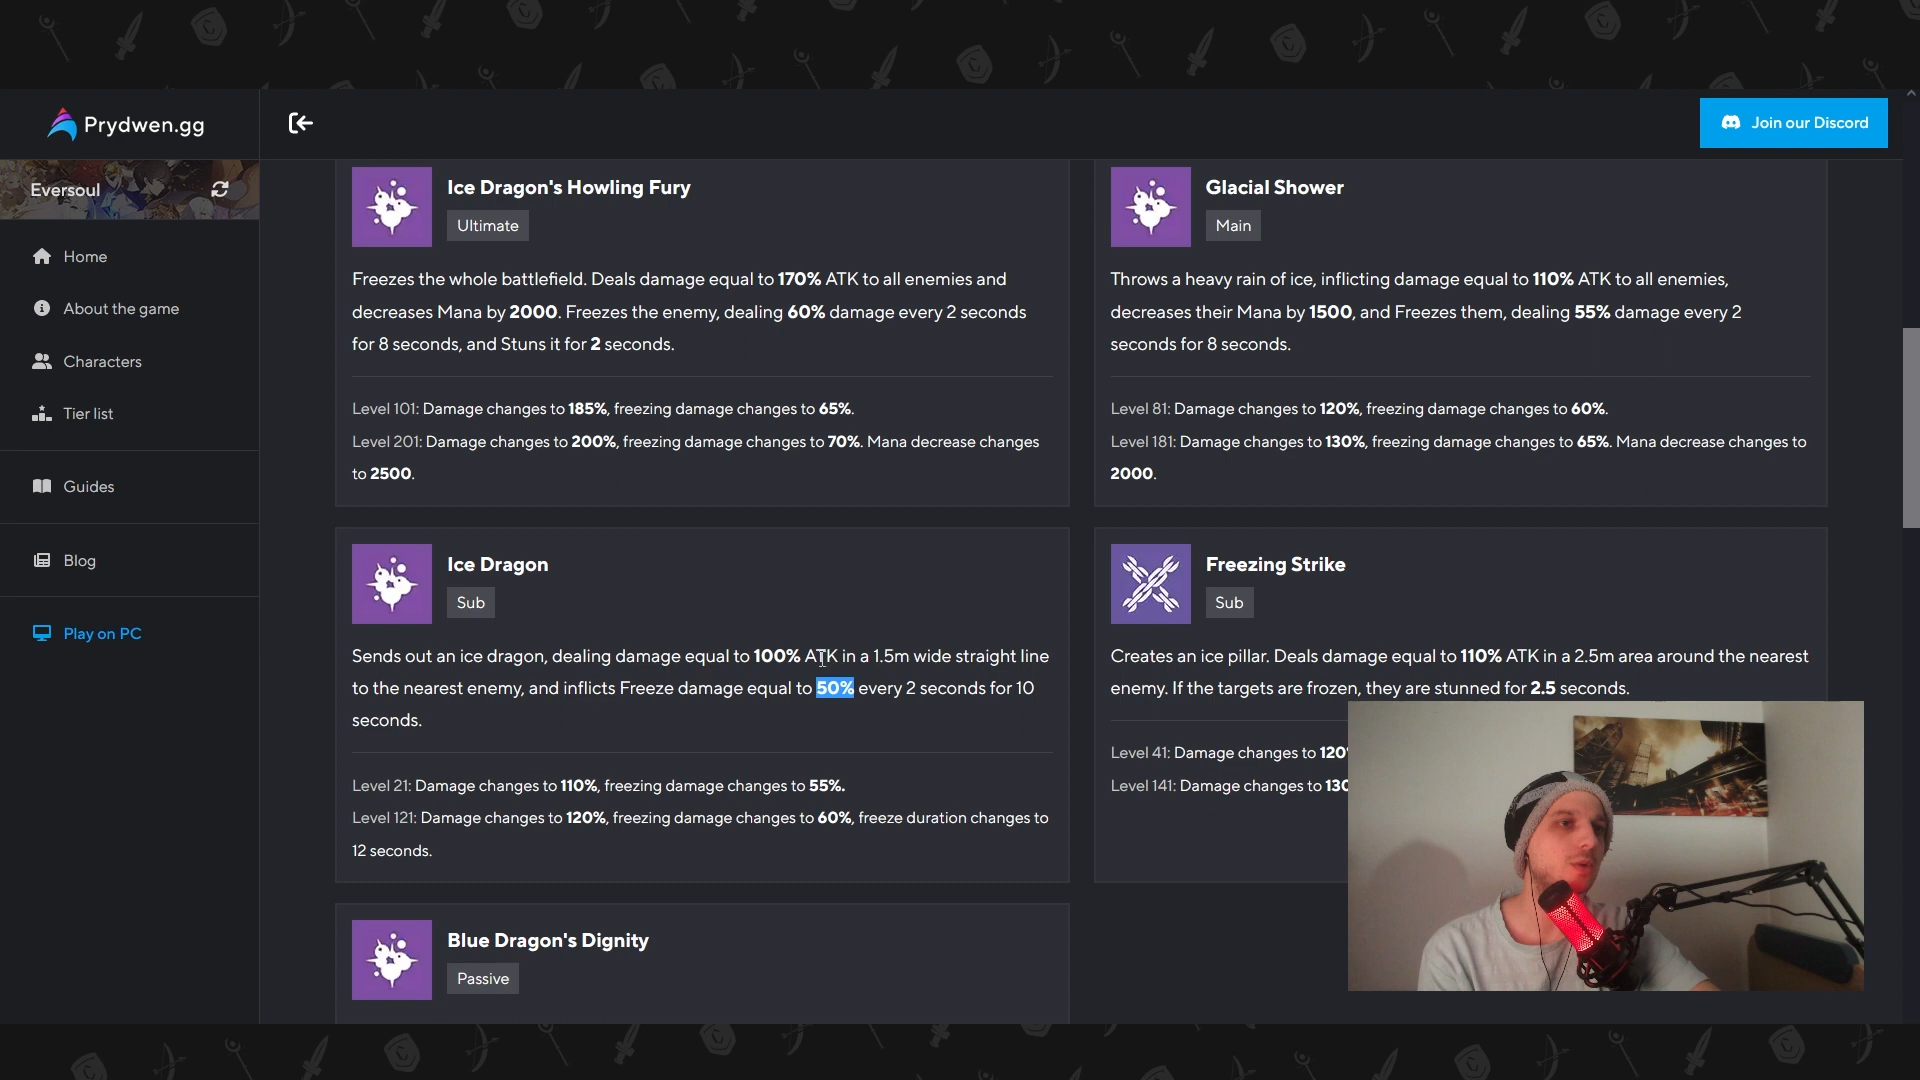 Prydwen.gg
Join our Discord
Eversoul
Home
About the game
Characters
Tier list
Guides
Blog
Play on PC
Ice Dragon's Howling Fury
Ultimate
Freezes the whole battlefield. Deals damage equal to 170% ATK to all enemies and
decreases Mana by 2000. Freezes the enemy, dealing 60% damage every 2 seconds
for 8 seconds, and Stuns it for 2 seconds.
Level 101: Damage changes to 185%, freezing damage changes to 65%.
Level 201: Damage changes to 200%, freezing damage changes to 70%. Mana decrease changes
to 2500.
Glacial Shower
Main
Throws a heavy rain of ice, inflicting damage equal to 110% ATK to all enemies,
decreases their Mana by 1500, and Freezes them, dealing 55% damage every 2
seconds for 8 seconds.
Level 81: Damage changes to 120%, freezing damage changes to 60%.
Level 181: Damage changes to 130%, freezing damage changes to 65%. Mana decrease changes to
2000.
Ice Dragon
Sub
Sends out an ice dragon, dealing damage equal to 100% ATK in a 1.5m wide straight line
to the nearest enemy, and inflicts Freeze damage equal to 50% every 2 seconds for 10
seconds.
Level 21: Damage changes to 110%, freezing damage changes to 55%.
Level 121: Damage changes to 120%, freezing damage changes to 60%, freeze duration changes to
12 seconds.
Freezing Strike
Sub
Creates an ice pillar. Deals damage equal to 110% ATK in a 2.5m area around the nearest
enemy. If the targets are frozen, they are stunned for 2.5 seconds.
Level 41: Damage changes to 120
Level 141: Damage changes to 130
Blue Dragon's Dignity
Passive